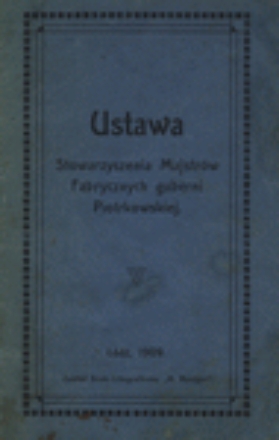 Ustawa
Stowarzyszenia Majstrów
Fabrycznych guberni
Piotrkowskiej.
Łódź, 1909